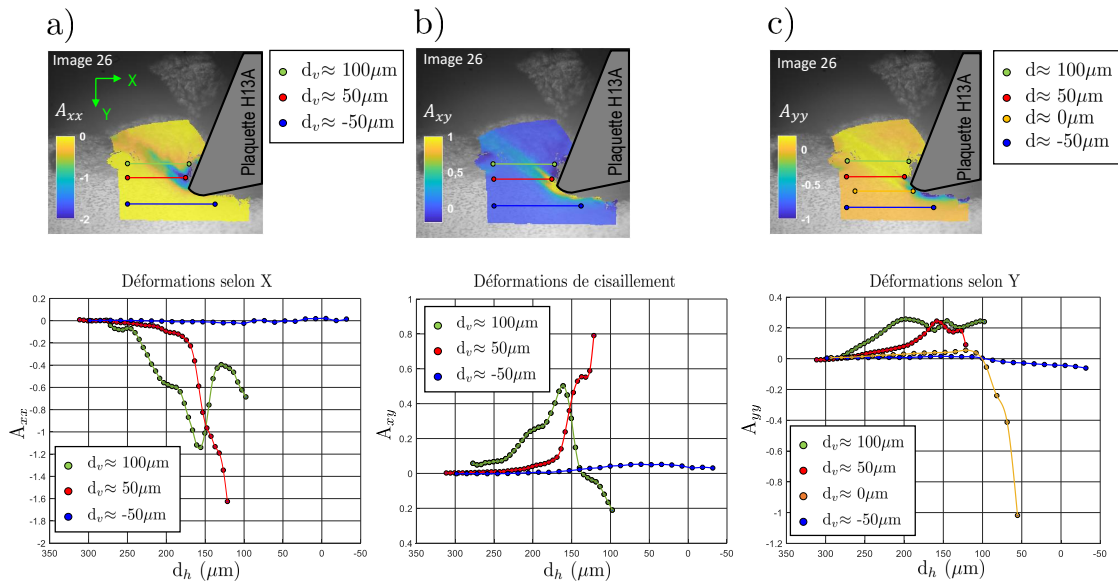 a)
Image 26
X
Y
A_xx
0
-1
-2
Plaquette H13A
d_v≈ 100µm
d_v≈ 50µm
d_v≈ -50µm
b)
Image 26
A_xy
1
0,5
0
Plaquette H13A
c)
Image 26
A_yy
0
-0.5
-1
Plaquette H13A
d≈ 100µm
d≈ 50µm
d≈ 0µm
d≈ -50µm
Déformations selon X
0.2
0
-0.2
-0.4
-0.6
-0.8
-1
-1.2
-1.4
-1.6
-1.8
-2
A_xx
d_v≈ 100µm
d_v≈ 50µm
d_v≈ -50µm
350 300 250 200 150 100 50 0 -50
d_h (µm)
Déformations de cisaillement
1
0.8
0.6
0.4
0.2
0
0.2
0.4
A_xy
d_v≈ 100µm
d_v≈ 50µm
d_v≈ -50µm
350 300 250 200 150 100 50 0 -50
d_h (µm)
Déformations selon Y
0.4
0.2
0
-0.2
-0.4
-0.6
-0.8
-1
-1.2
A_yy
d_v≈ 100µm
d_v≈ 50µm
d_v≈ 0µm
d_v≈ -50µm
350 300 250 200 150 100 50 0 -50
d_h (µm)